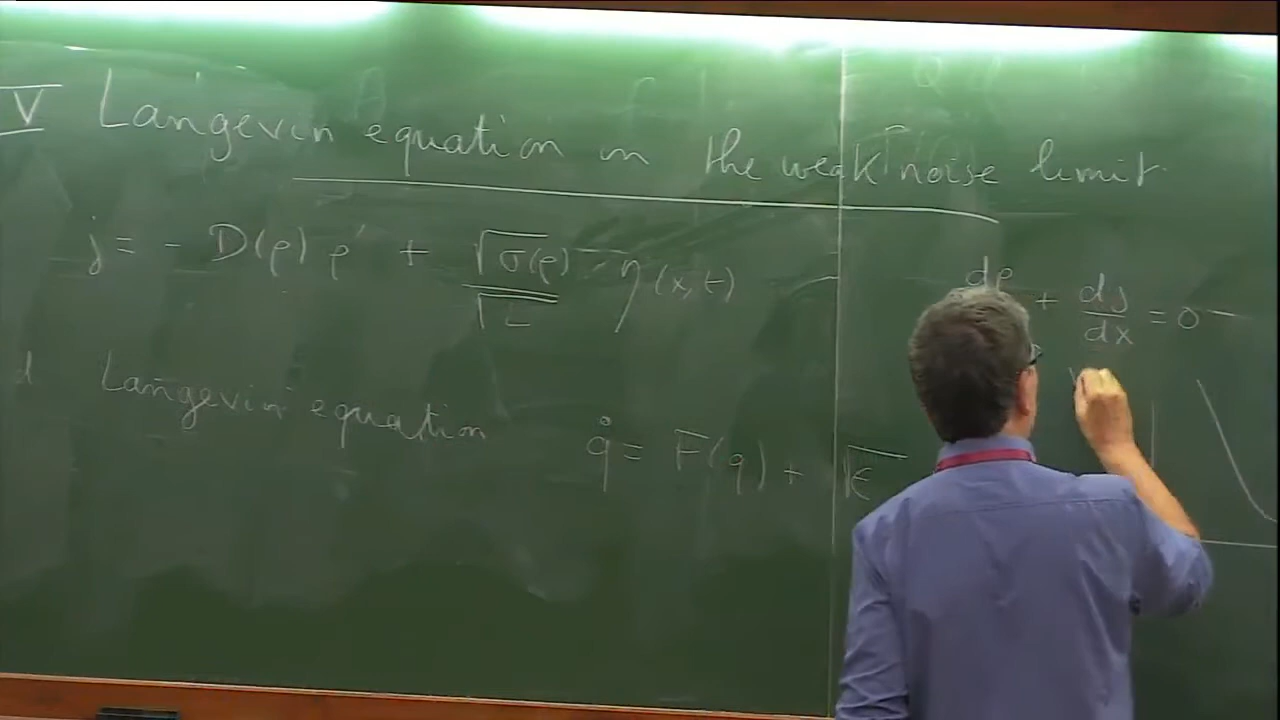 V Langevin equation in the weak noise limit
j = - D(ρ) ρ' + √σ(ρ) / √L η(x,t)
dρ + dj/dx = 0
d Langevin equation q̇ = F(q) + √ε